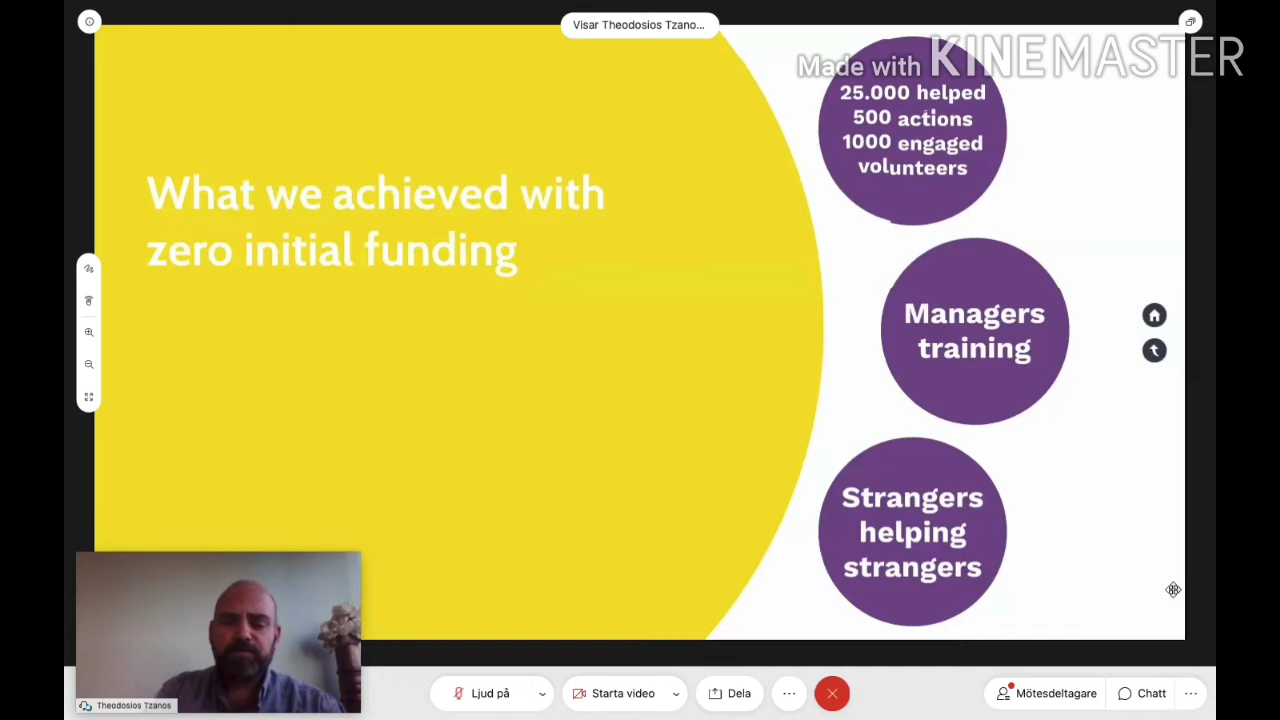 Visar Theodosios Tzano...
Made with KINEMASTER
What we achieved with
zero initial funding
25.000 helped
500 actions
1000 engaged
volunteers
Managers
training
Strangers
helping
strangers
Theodosios Tzanos
Ljud på
Starta video
Dela
Mötesdeltagare
Chatt